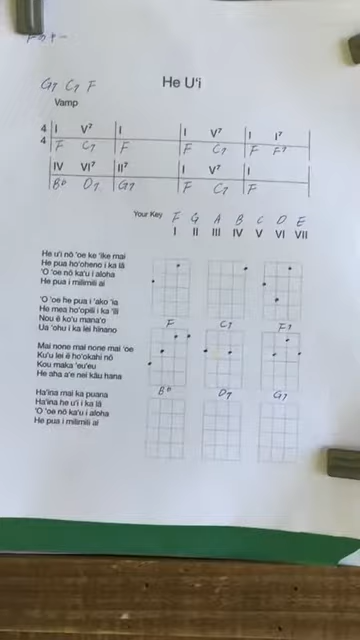 He U'i
G7 C7 F
Vamp
4 I V7 I I V7 I I7
4 F C7 F F C7 F F7
IV VI7 II7 I V7 I
Bb D7 G7 F C7 F
Your Key F G A B C D E
I II III IV V VI VII
He u'i nō 'oe ke 'ike mai
He pua ho'oheno i ka lā
'O 'oe nō ka'u i aloha
He pua i milimili ai
'O 'oe he pua i 'ako 'ia
He mea ho'opili i ka 'ili
Nou ē ko'u mana'o
Ua 'ohu i ka lei hīnano
Mai none mai none mai 'oe
Ku'u lei ē ho'okahi nō
Kou maka 'eu'eu
He aha a'e nei kāu hana
Ha'ina mai ka puana
Ha'ina he u'i i ka lā
'O 'oe nō ka'u i aloha
He pua i milimili ai
F C7 F7
Bb D7 G7